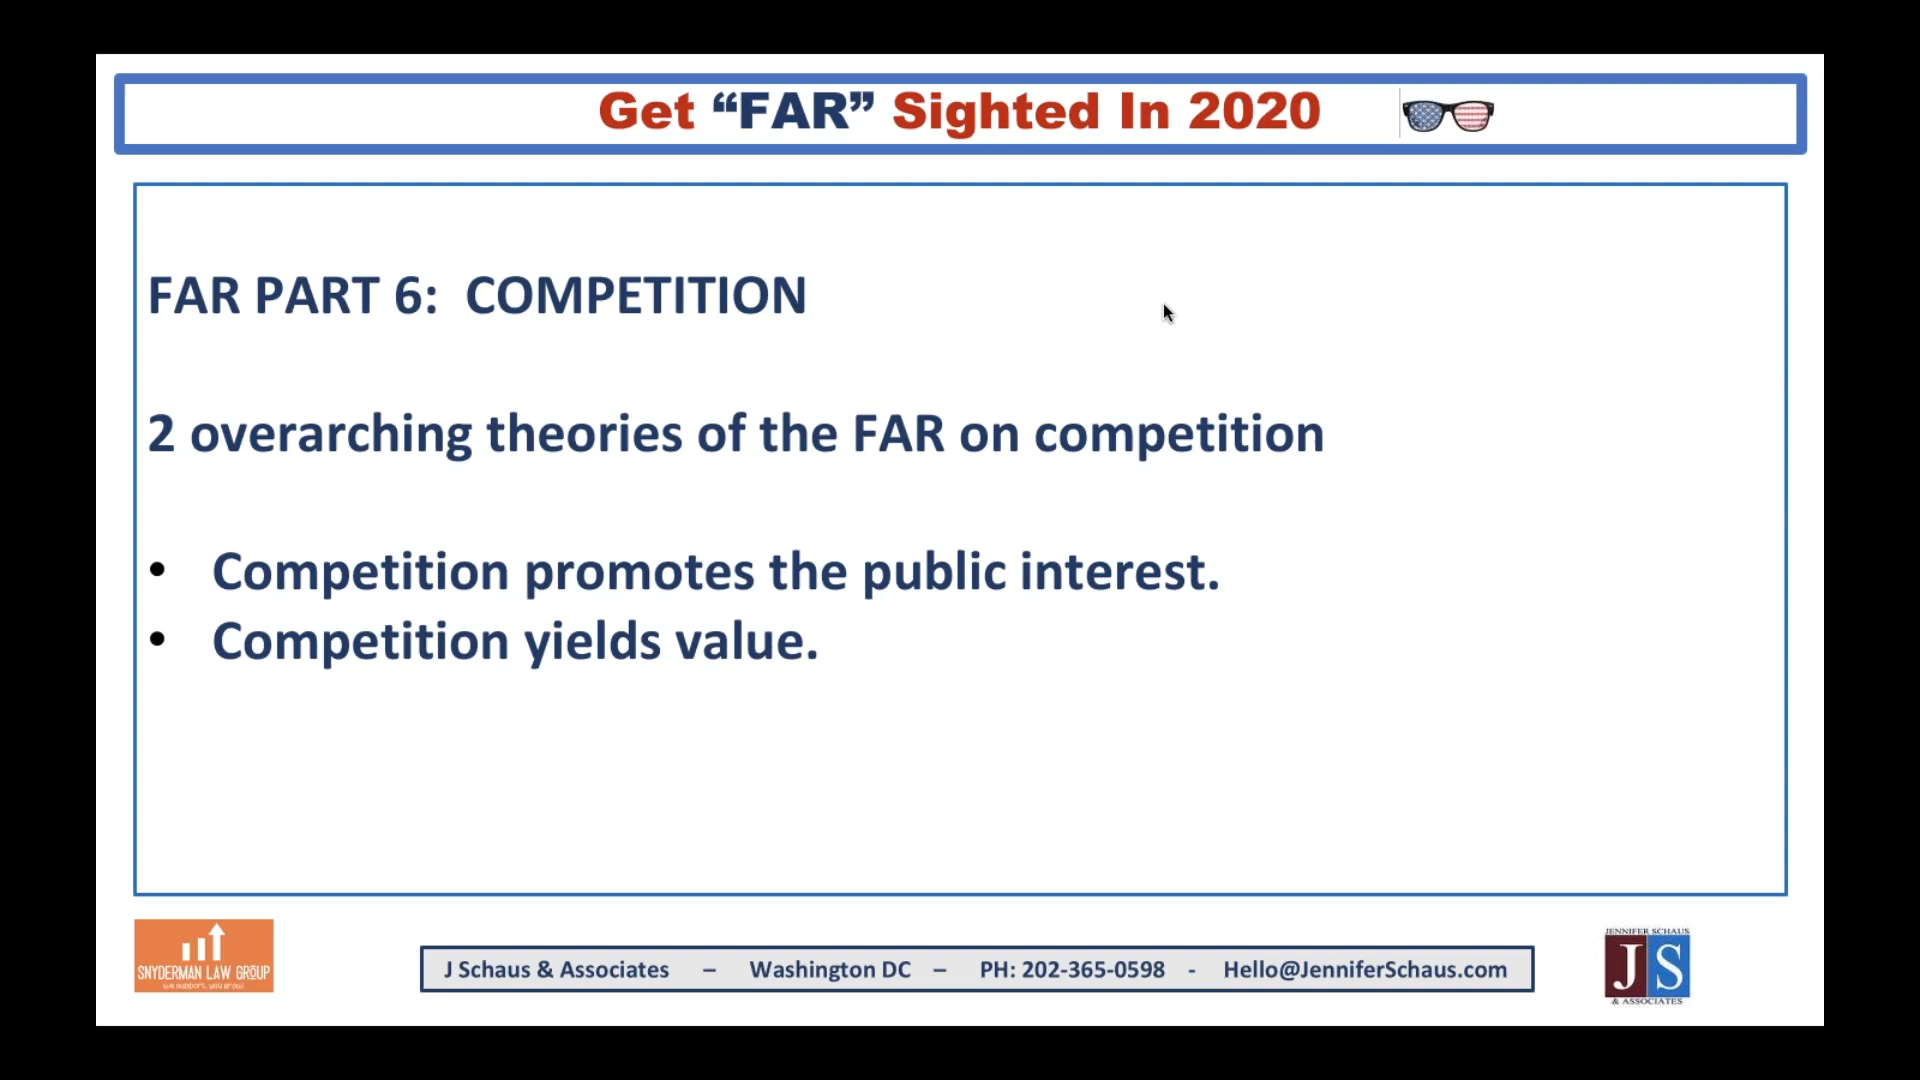 Get “FAR” Sighted In 2020
FAR PART 6:  COMPETITION
2 overarching theories of the FAR on competition
• Competition promotes the public interest.
• Competition yields value.
SNYDERMAN LAW GROUP
we support. you grow.
J Schaus & Associates – Washington DC – PH: 202-365-0598 - Hello@JenniferSchaus.com
JENNIFER SCHAUS
JS
& ASSOCIATES